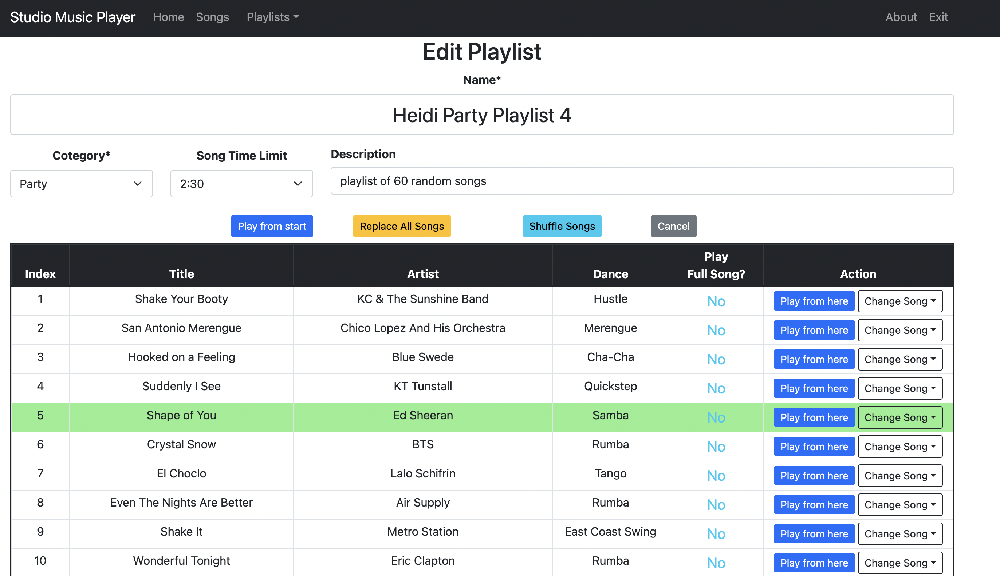 Studio Music Player Home Songs Playlists About Exit
Edit Playlist
Name*
Heidi Party Playlist 4
Cotegory* Song Time Limit Description
Party 2:30 playlist of 60 random songs
Play from start Replace All Songs Shuffle Songs Cancel
Index Title Artist Dance Play Full Song? Action
1 Shake Your Booty KC & The Sunshine Band Hustle No Play from here Change Song
2 San Antonio Merengue Chico Lopez And His Orchestra Merengue No Play from here Change Song
3 Hooked on a Feeling Blue Swede Cha-Cha No Play from here Change Song
4 Suddenly I See KT Tunstall Quickstep No Play from here Change Song
5 Shape of You Ed Sheeran Samba No Play from here Change Song
6 Crystal Snow BTS Rumba No Play from here Change Song
7 El Choclo Lalo Schifrin Tango No Play from here Change Song
8 Even The Nights Are Better Air Supply Rumba No Play from here Change Song
9 Shake It Metro Station East Coast Swing No Play from here Change Song
10 Wonderful Tonight Eric Clapton Rumba No Play from here Change Song